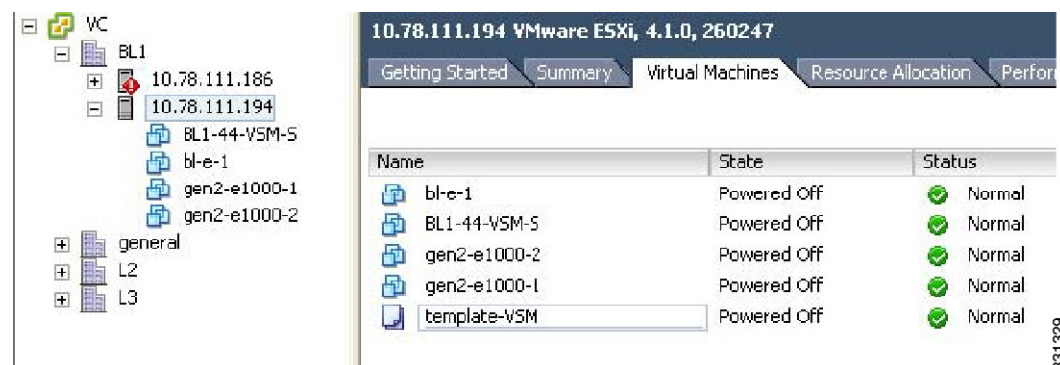 VC
BL1
10.78.111.186
10.78.111.194
BL1-44-VSM-S
bl-e-1
gen2-e1000-1
gen2-e1000-2
general
L2
L3
10.78.111.194 VMware ESXi, 4.1.0, 260247
Getting Started Summary Virtual Machines Resource Allocation Perfor
Name State Status
bl-e-1 Powered Off Normal
BL1-44-VSM-S Powered Off Normal
gen2-e1000-2 Powered Off Normal
gen2-e1000-1 Powered Off Normal
template-VSM Powered Off Normal